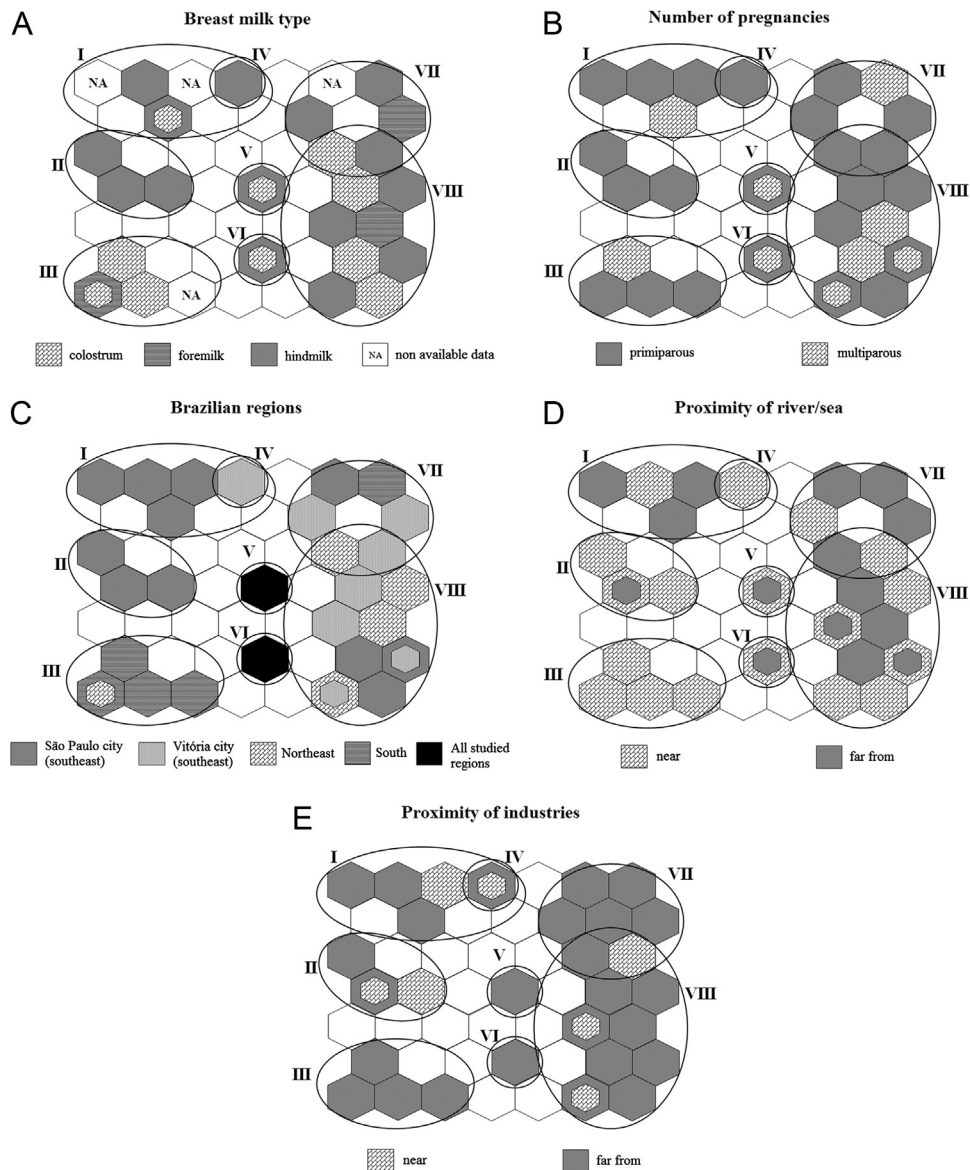 A
Breast milk type
I
IV
NA
NA
NA
VII
II
V
VIII
VI
III
NA
colostrum
foremilk
hindmilk
NA
non available data
B
Number of pregnancies
I
IV
VII
II
V
VIII
VI
III
primiparous
multiparous
C
Brazilian regions
I
IV
VII
II
V
VIII
VI
III
São Paulo city
(southeast)
Vitória city
(southeast)
Northeast
South
All studied
regions
D
Proximity of river/sea
I
IV
VII
II
V
VIII
VI
III
near
far from
E
Proximity of industries
I
IV
VII
II
V
VIII
VI
III
near
far from